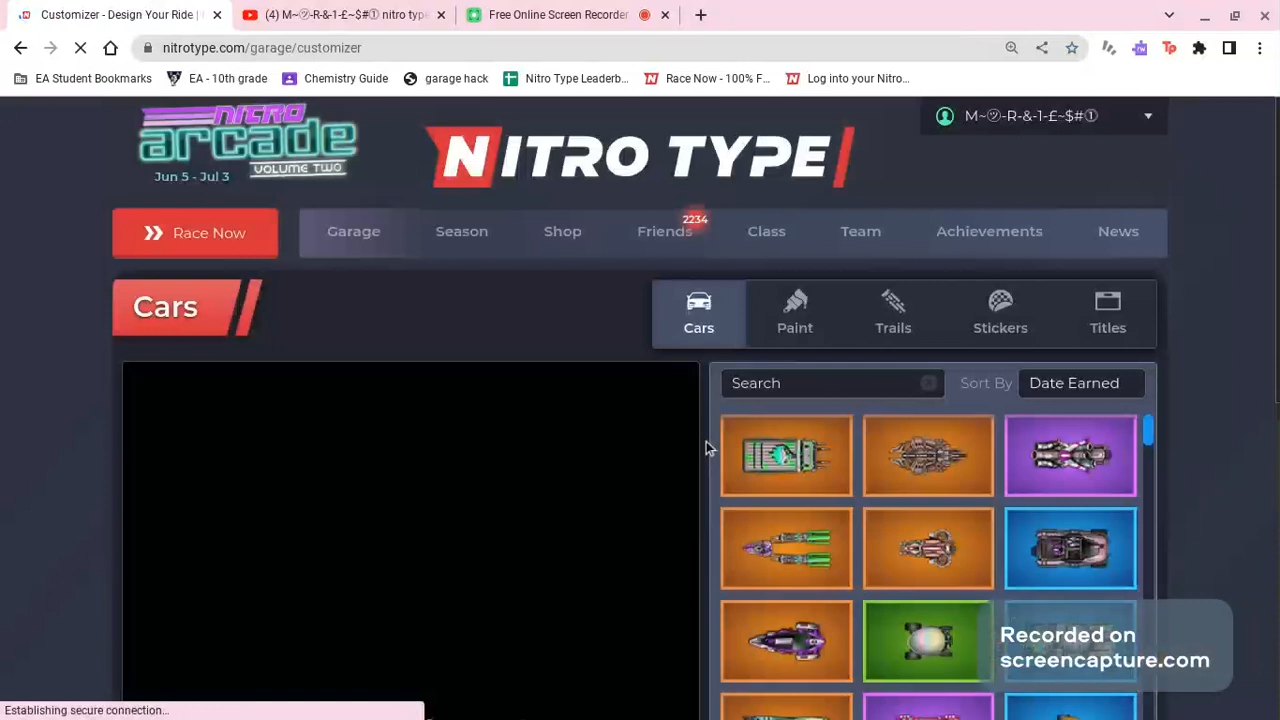 Customizer - Design Your Ride |
(4) M~㋡-R-&-1-£~$#① nitro type
Free Online Screen Recorder
nitrotype.com/garage/customizer
EA Student Bookmarks
EA - 10th grade
Chemistry Guide
garage hack
Nitro Type Leaderb...
Race Now - 100% F...
Log into your Nitro...
NITRO
arcade
VOLUME TWO
Jun 5 - Jul 3
NITRO TYPE
M~㋡-R-&-1-£~$#①
Race Now
Garage
Season
Shop
Friends
2234
Class
Team
Achievements
News
Cars
Cars
Paint
Trails
Stickers
Titles
Search
Sort By
Date Earned
Recorded on
screencapture.com
Establishing secure connection...